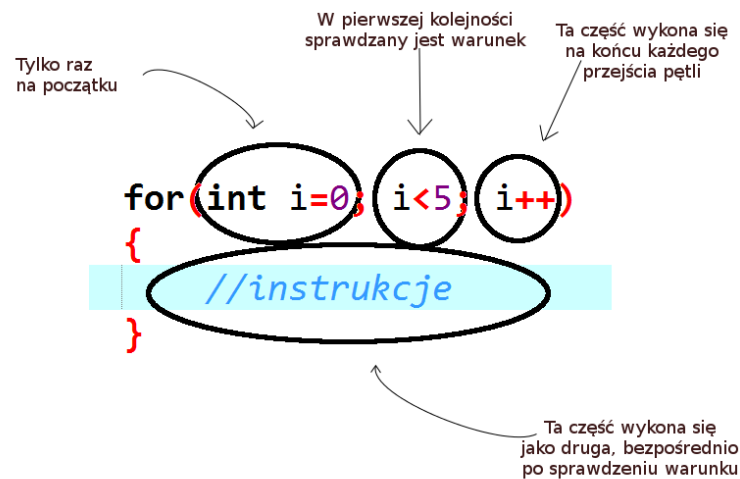 W pierwszej kolejności
sprawdzany jest warunek
Ta część wykona się
na końcu każdego
przejścia pętli
Tylko raz
na początku
for(int i=0; i<5; i++)
{
//instrukcje
}
Ta część wykona się
jako druga, bezpośrednio
po sprawdzeniu warunku